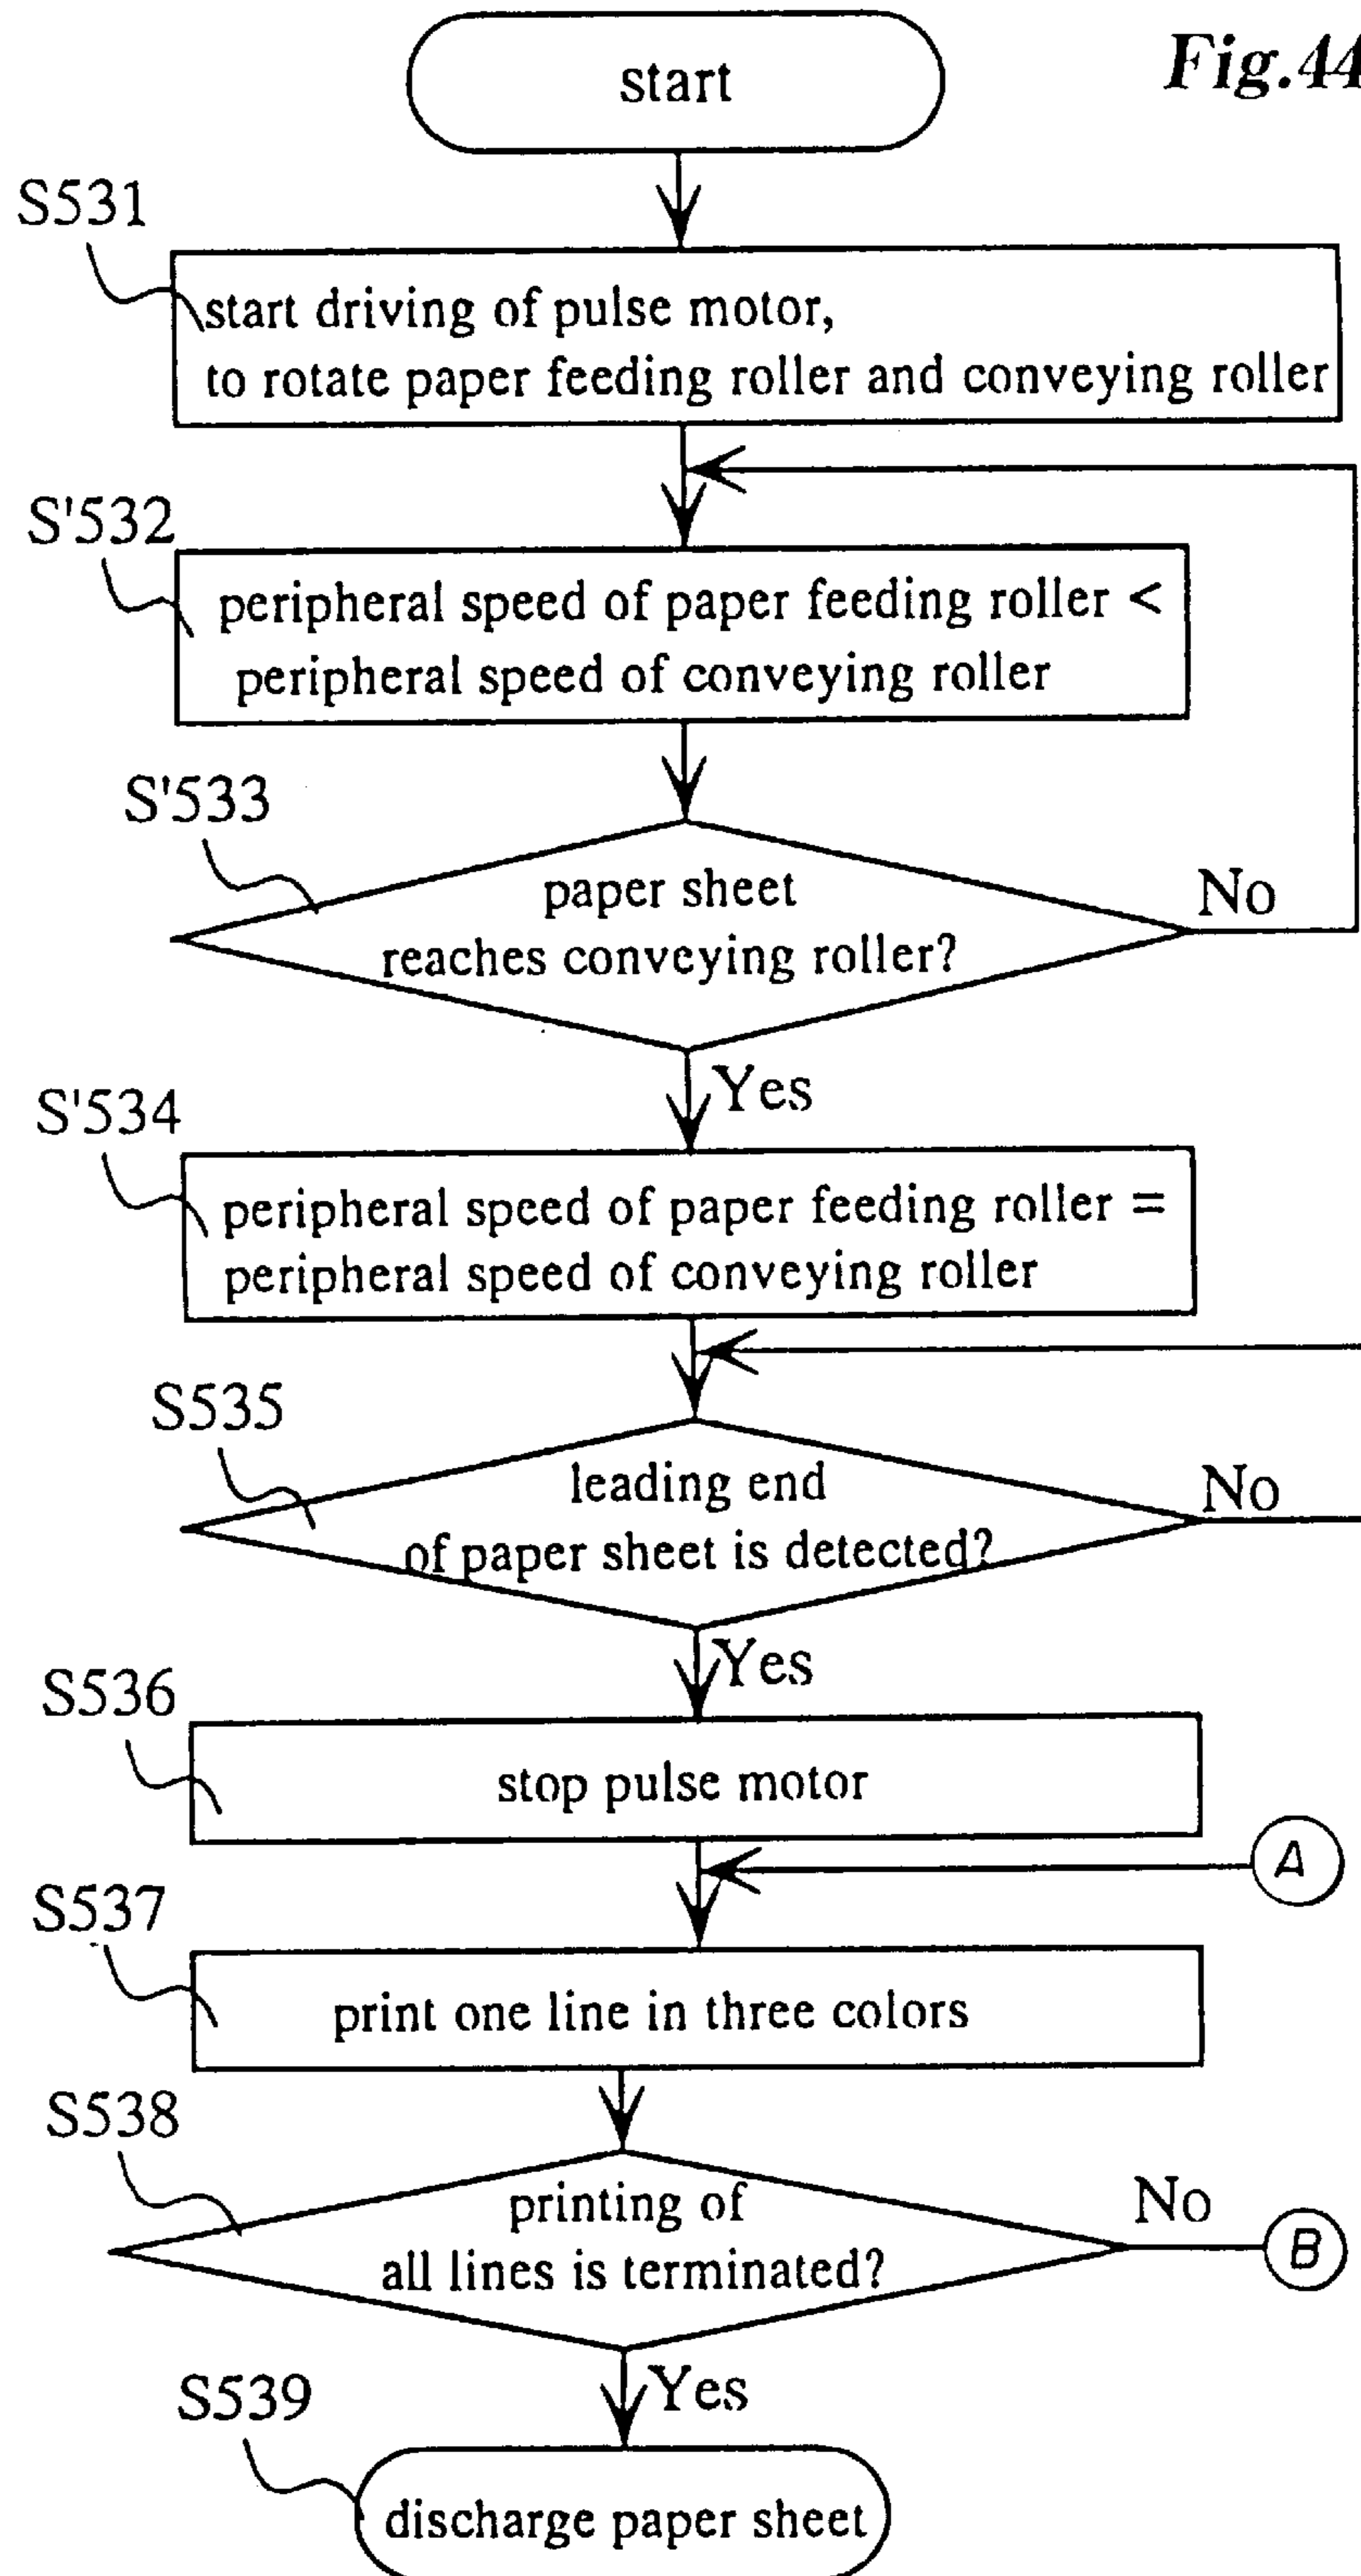 Fig.44
start
S531
start driving of pulse motor,
to rotate paper feeding roller and conveying roller
S'532
peripheral speed of paper feeding roller <
peripheral speed of conveying roller
S'533
paper sheet
reaches conveying roller?
No
Yes
S'534
peripheral speed of paper feeding roller =
peripheral speed of conveying roller
S535
leading end
of paper sheet is detected?
No
Yes
S536
stop pulse motor
A
S537
print one line in three colors
S538
printing of
all lines is terminated?
No
B
Yes
S539
discharge paper sheet